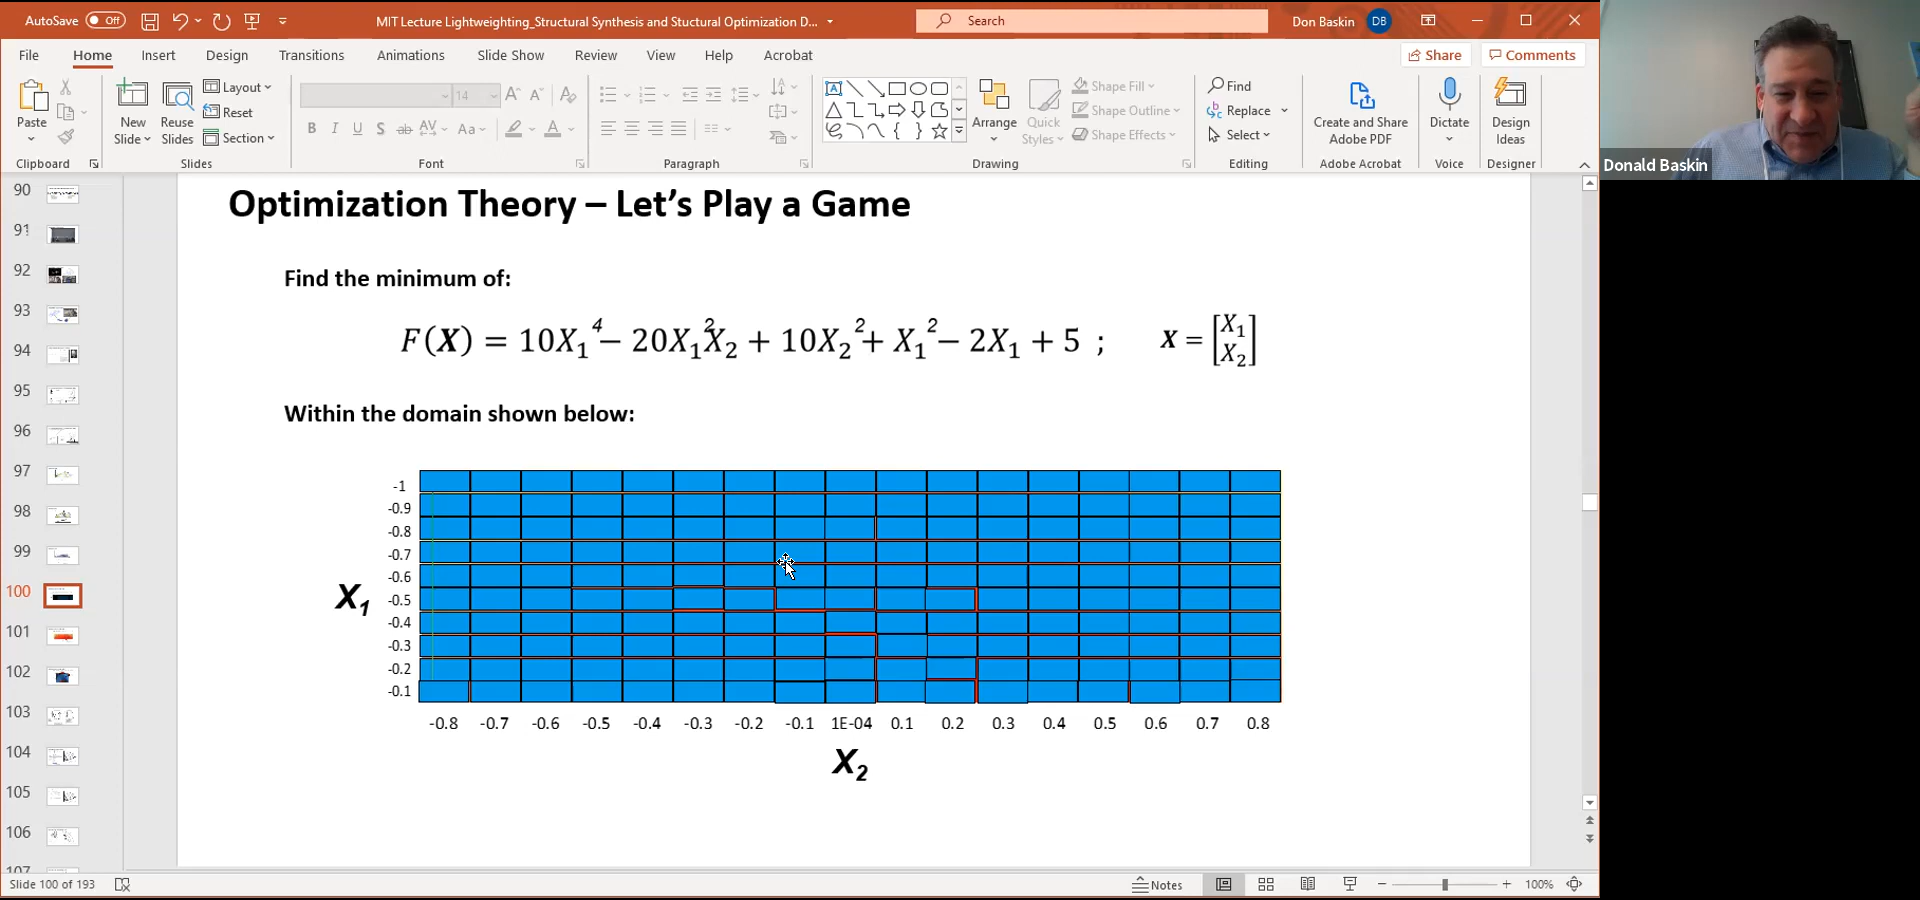 AutoSave Off MIT Lecture Lightweighting_Structural Synthesis and Stuctural Optimization D... Search Don Baskin DB
File Home Insert Design Transitions Animations Slide Show Review View Help Acrobat Share Comments
Paste New Slide Reuse Slides Layout Reset Section 14 Arrange Quick Styles Shape Fill Shape Outline Shape Effects Find Replace Select Create and Share Adobe PDF Dictate Design Ideas
B I U S ab AV Aa A
Clipboard Slides Font Paragraph Drawing Editing Adobe Acrobat Voice Designer
Donald Baskin
90
91
92
93
94
95
96
97
98
99
100
101
102
103
104
105
106
107
Optimization Theory – Let's Play a Game
Find the minimum of:
F(X) = 10X₁⁴ − 20X₁²X₂ + 10X₂² + X₁² − 2X₁ + 5 ; X = [X₁ X₂]
Within the domain shown below:
-1
-0.9
-0.8
-0.7
-0.6
X₁
-0.5
-0.4
-0.3
-0.2
-0.1
-0.8 -0.7 -0.6 -0.5 -0.4 -0.3 -0.2 -0.1 1E-04 0.1 0.2 0.3 0.4 0.5 0.6 0.7 0.8
X₂
Slide 100 of 193 Notes 100%